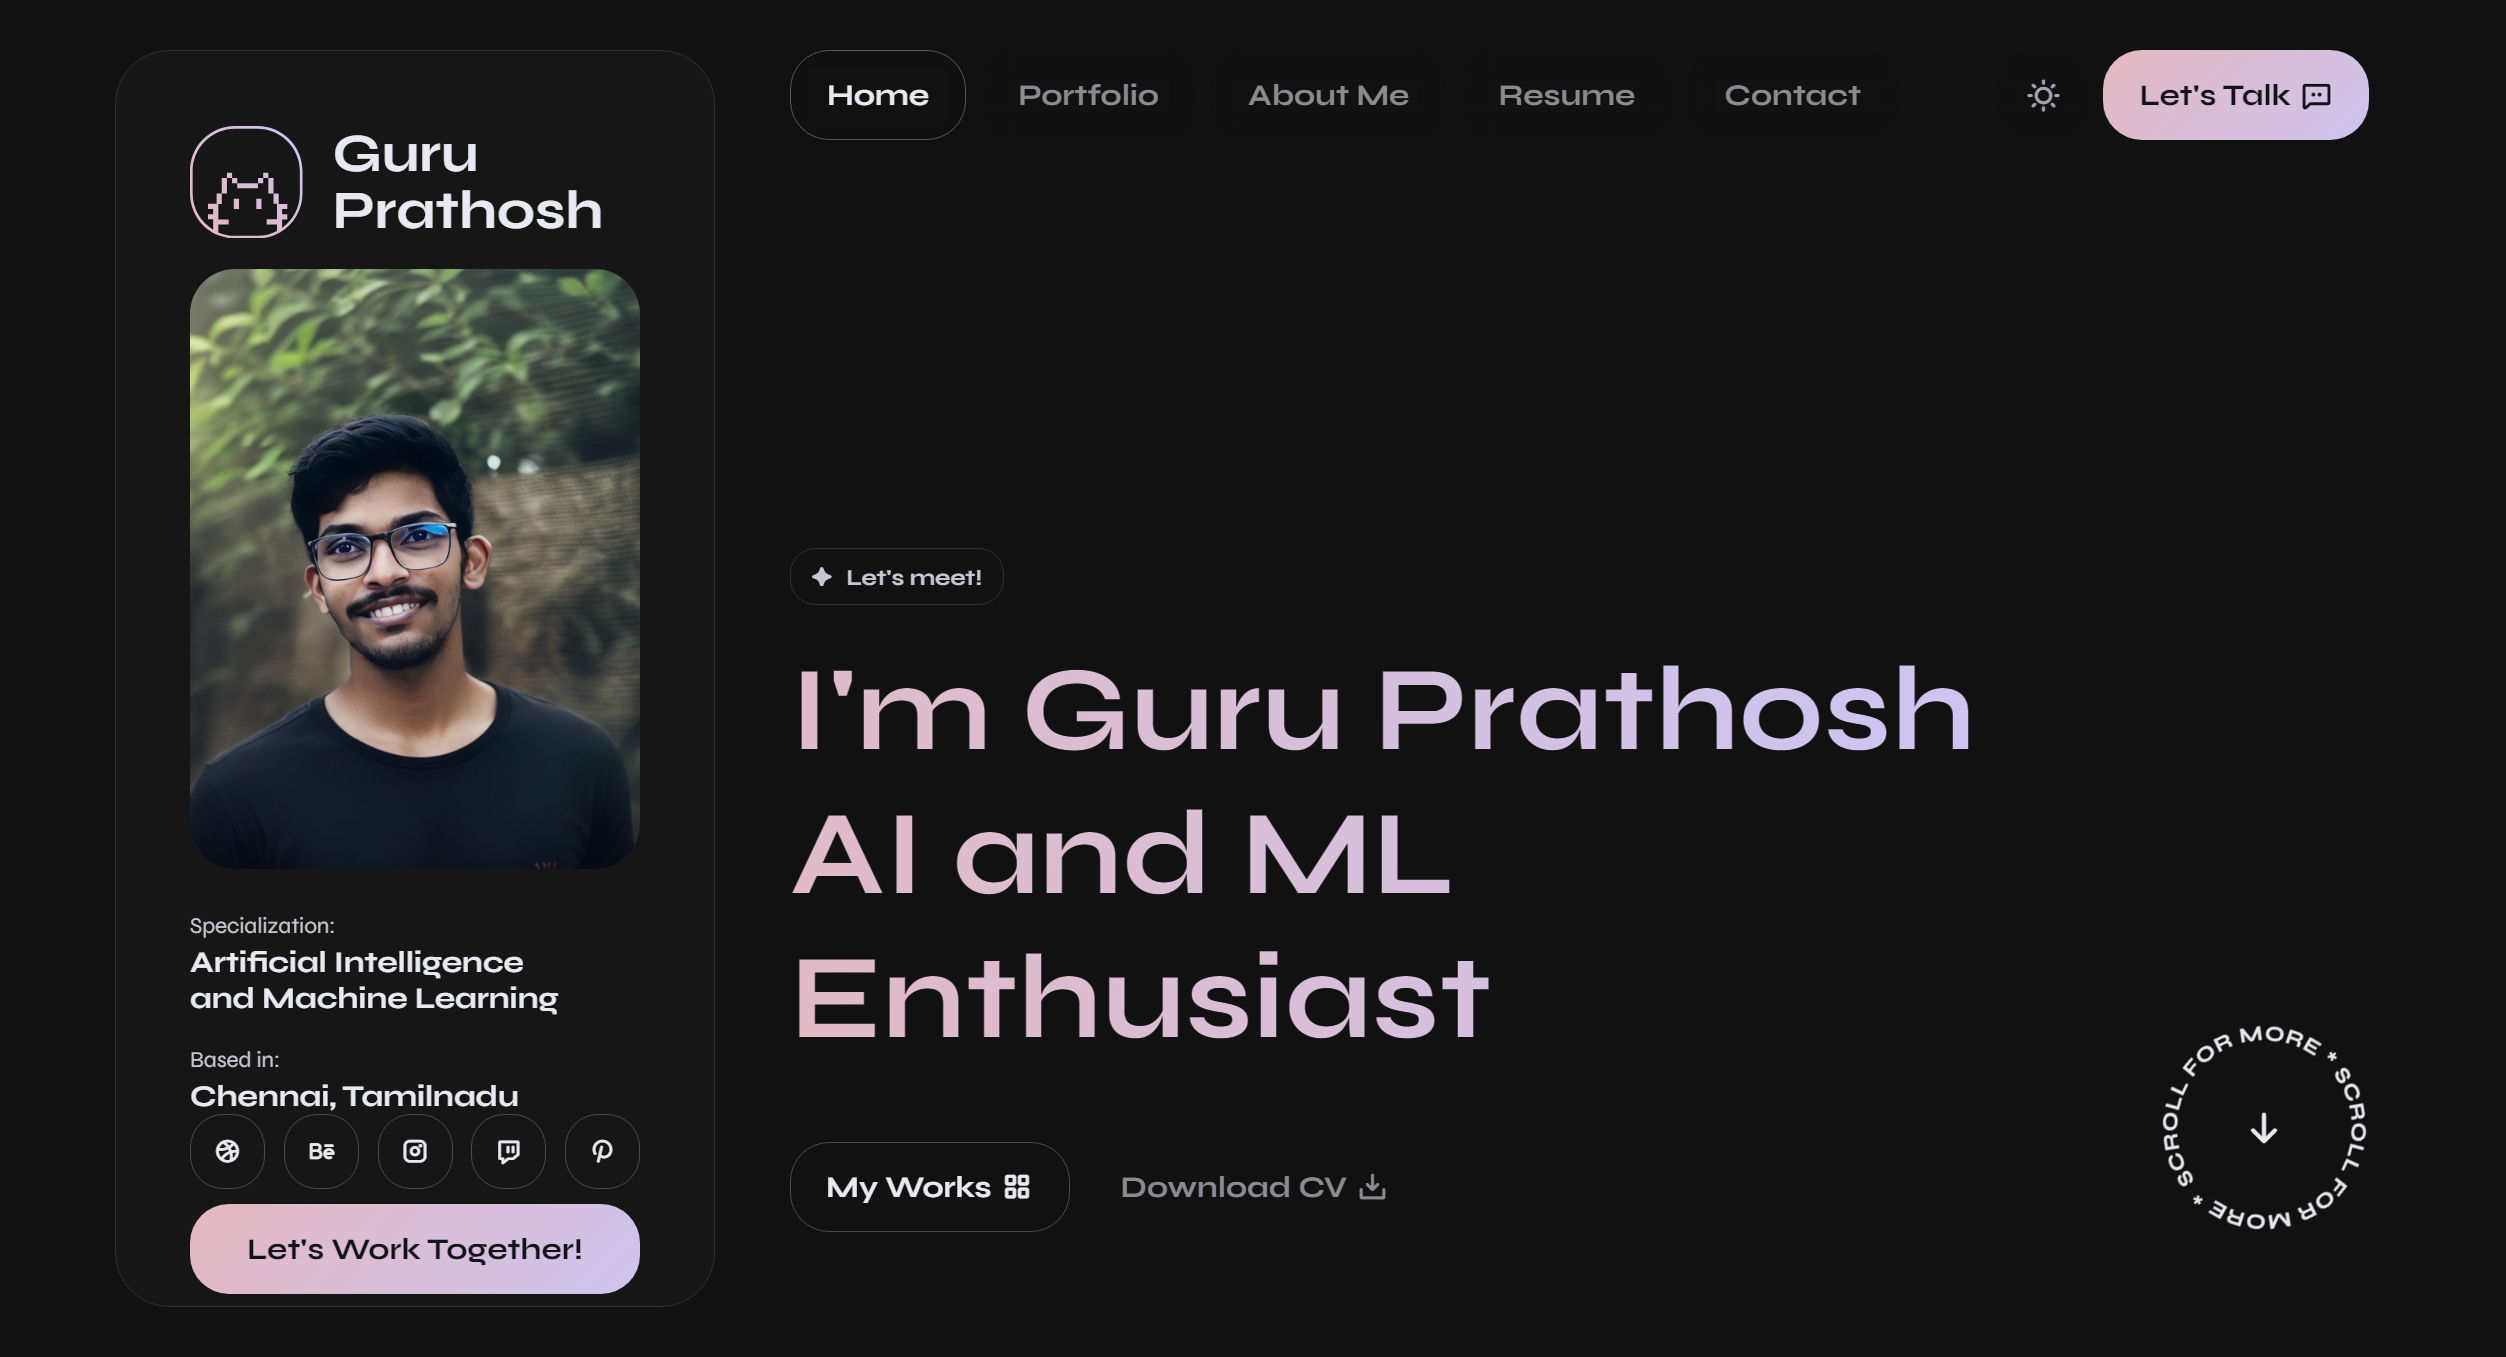 Guru
Prathosh
Home
Portfolio
About Me
Resume
Contact
Let's Talk
Let's meet!
I'm Guru Prathosh
AI and ML
Enthusiast
Specialization:
Artificial Intelligence
and Machine Learning
Based in:
Chennai, Tamilnadu
Bē
Let's Work Together!
My Works
Download CV
SCROLL FOR MORE * SCROLL FOR MORE *